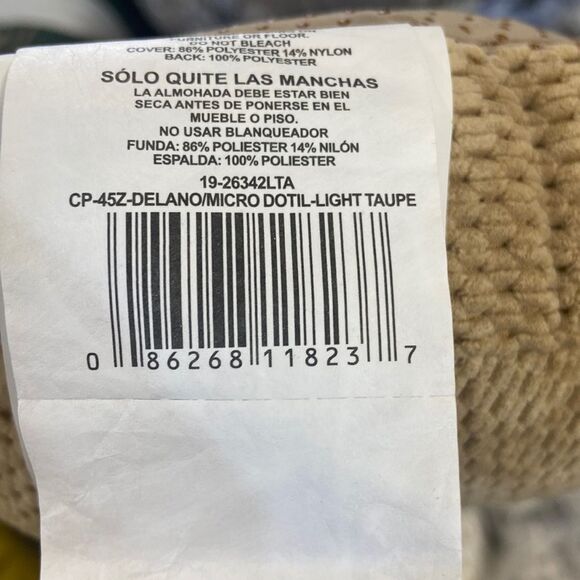 FURNITURE OR FLOOR.
DO NOT BLEACH
COVER: 86% POLYESTER 14% NYLON
BACK: 100% POLYESTER
SÓLO QUITE LAS MANCHAS
LA ALMOHADA DEBE ESTAR BIEN
SECA ANTES DE PONERSE EN EL
MUEBLE O PISO.
NO USAR BLANQUEADOR
FUNDA: 86% POLIESTER 14% NILÓN
ESPALDA: 100% POLIESTER
19-26342LTA
CP-45Z-DELANO/MICRO DOTIL-LIGHT TAUPE
0 86268 11823 7